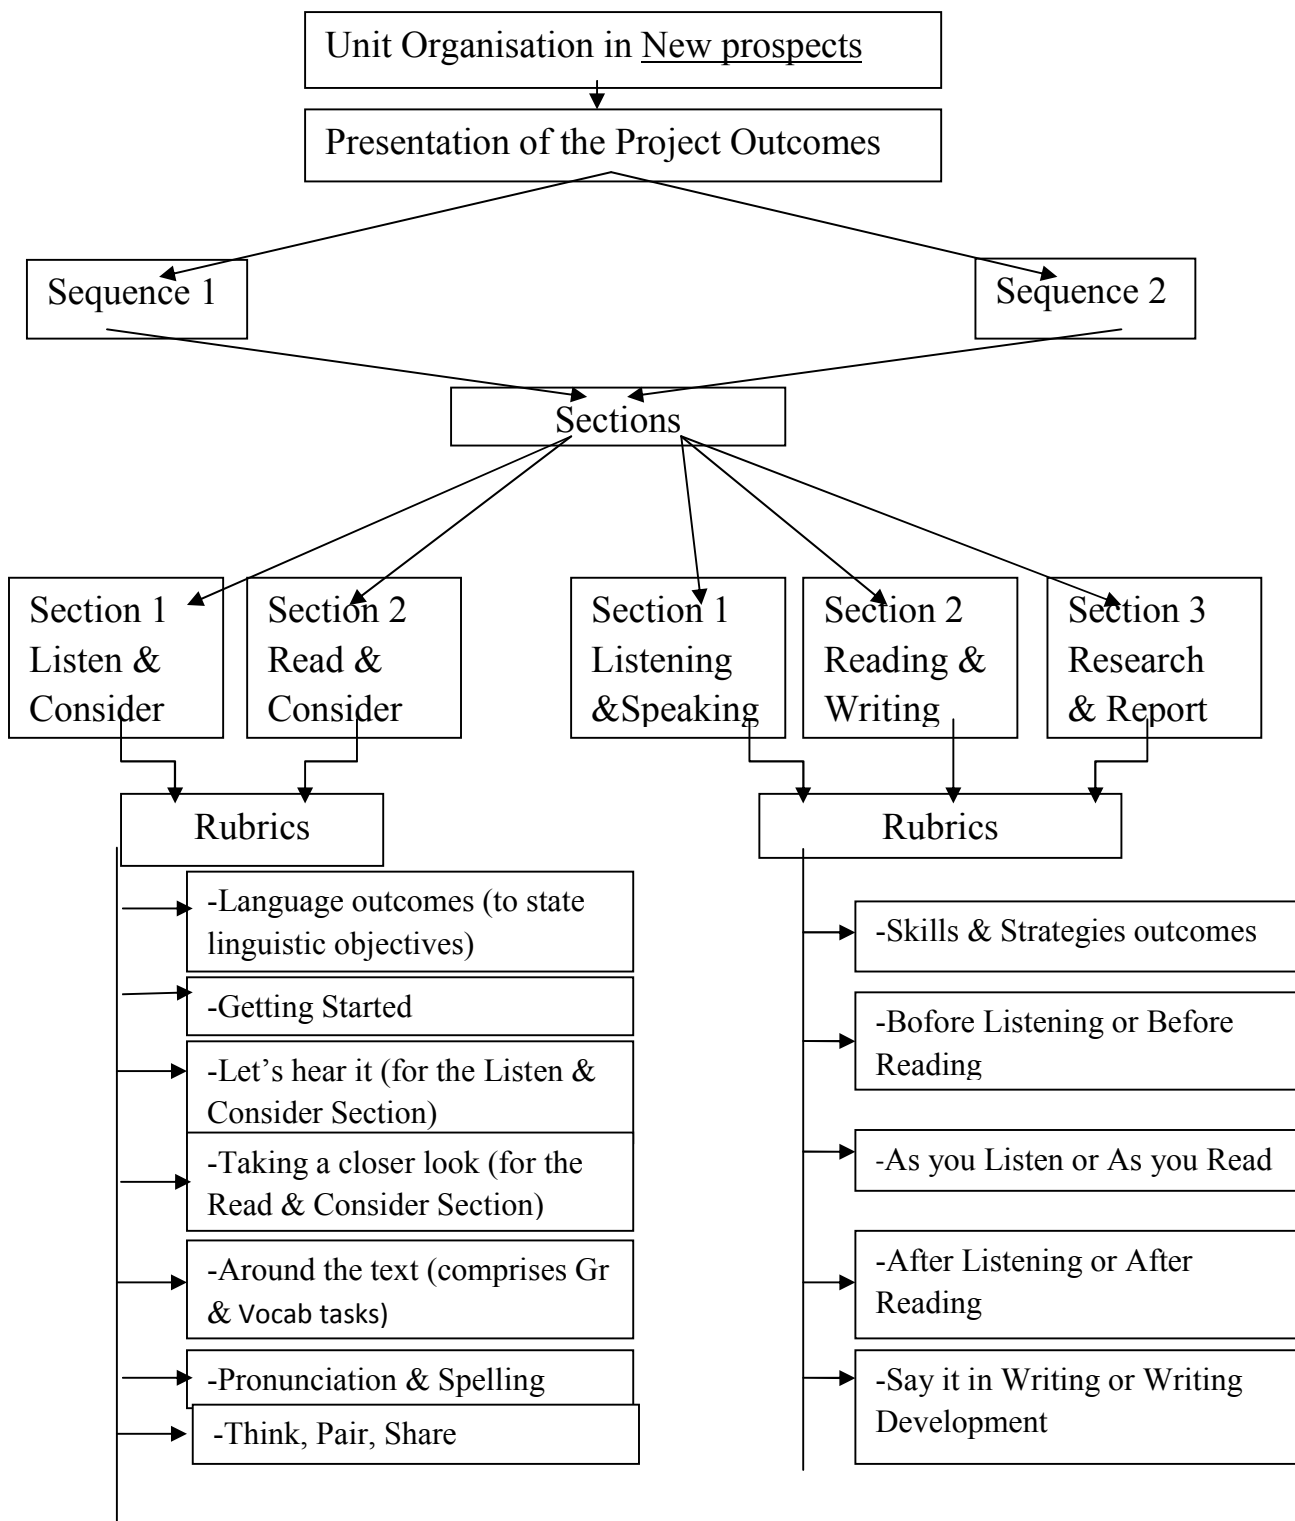 Unit Organisation in New prospects
Presentation of the Project Outcomes
Sequence 1
Sequence 2
Sections
Section 1
Listen &
Consider
Section 2
Read &
Consider
Section 1
Listening
&Speaking
Section 2
Reading &
Writing
Section 3
Research
& Report
Rubrics
-Language outcomes (to state
linguistic objectives)
-Getting Started
-Let’s hear it (for the Listen &
Consider Section)
-Taking a closer look (for the
Read & Consider Section)
-Around the text (comprises Gr
& Vocab tasks)
-Pronunciation & Spelling
-Think, Pair, Share
Rubrics
-Skills & Strategies outcomes
-Bofore Listening or Before
Reading
-As you Listen or As you Read
-After Listening or After
Reading
-Say it in Writing or Writing
Development